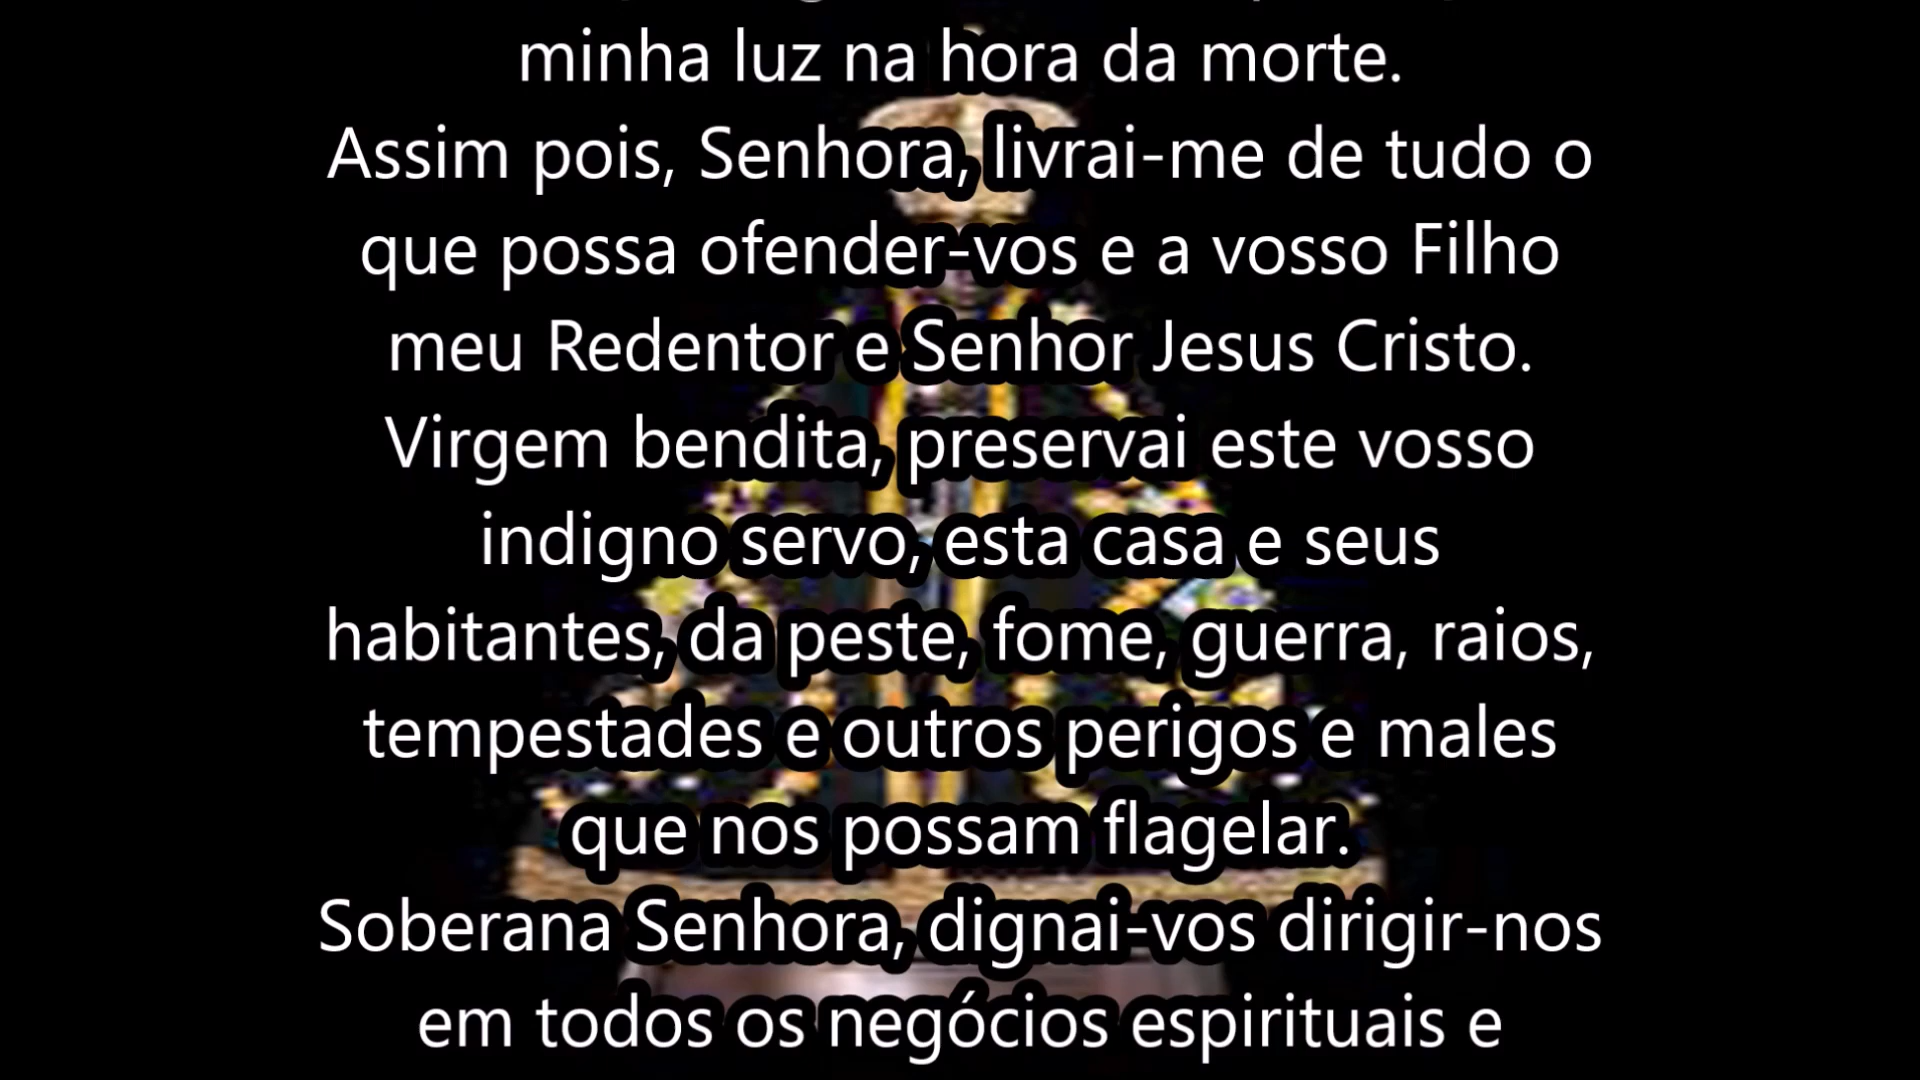 minha luz na hora da morte.
Assim pois, Senhora, livrai-me de tudo o
que possa ofender-vos e a vosso Filho
meu Redentor e Senhor Jesus Cristo.
Virgem bendita, preservai este vosso
indigno servo, esta casa e seus
habitantes, da peste, fome, guerra, raios,
tempestades e outros perigos e males
que nos possam flagelar.
Soberana Senhora, dignai-vos dirigir-nos
em todos os negócios espirituais e